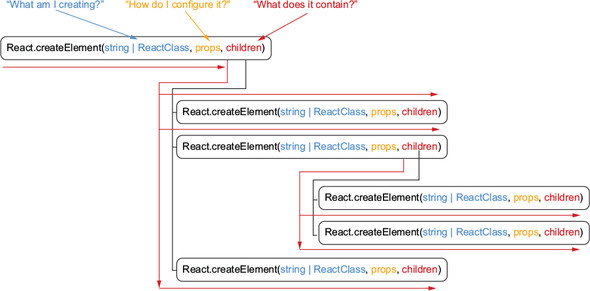 “What am I creating?” “How do I configure it?” “What does it contain?”
React.createElement(string | ReactClass, props, children)
React.createElement(string | ReactClass, props, children)
React.createElement(string | ReactClass, props, children)
React.createElement(string | ReactClass, props, children)
React.createElement(string | ReactClass, props, children)
React.createElement(string | ReactClass, props, children)